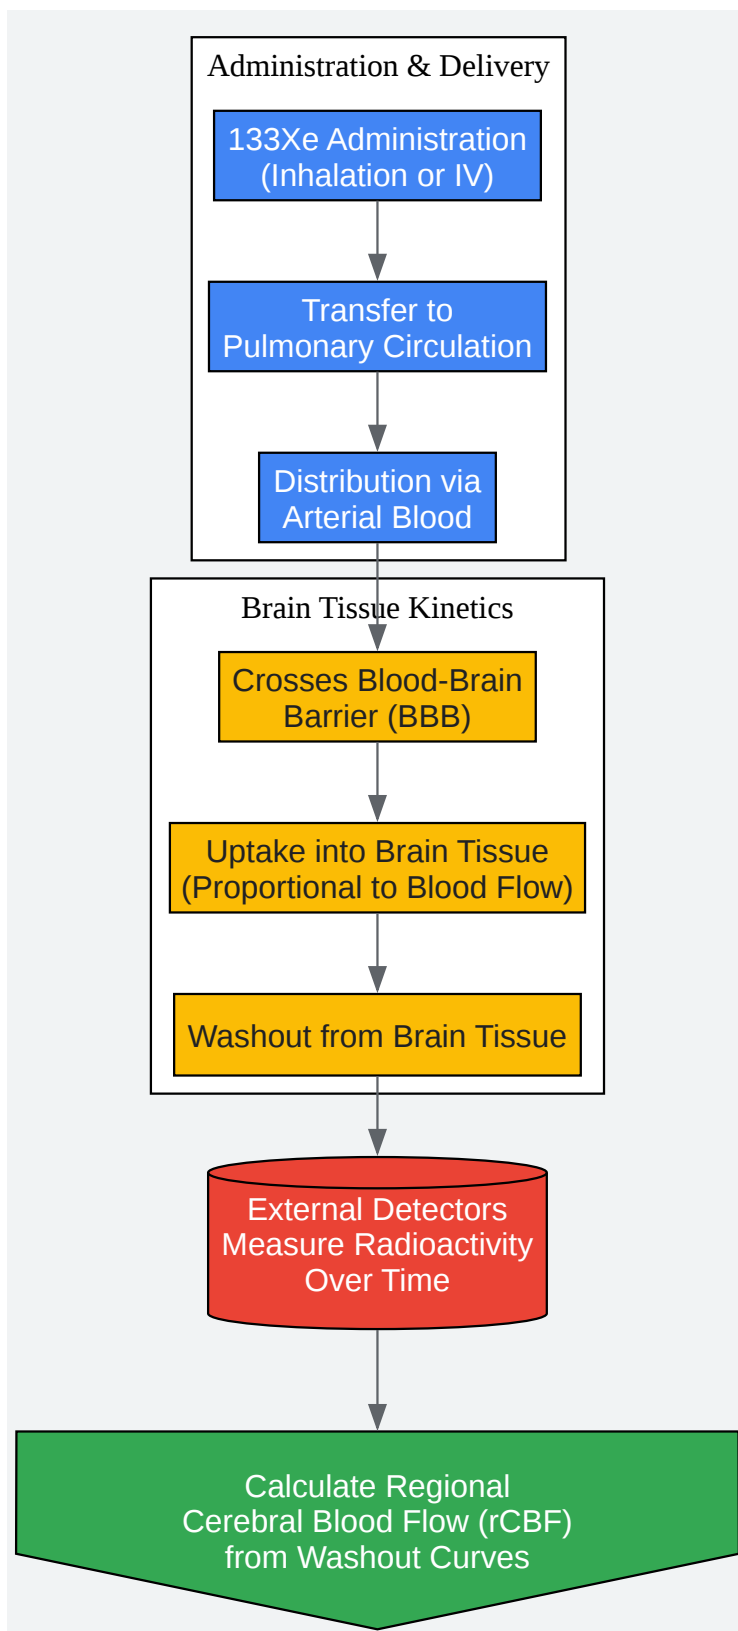 Administration & Delivery
133Xe Administration
(Inhalation or IV)
Transfer to
Pulmonary Circulation
Distribution via
Arterial Blood
Brain Tissue Kinetics
Crosses Blood-Brain
Barrier (BBB)
Uptake into Brain Tissue
(Proportional to Blood Flow)
Washout from Brain Tissue
External Detectors
Measure Radioactivity
Over Time
Calculate Regional
Cerebral Blood Flow (rCBF)
from Washout Curves